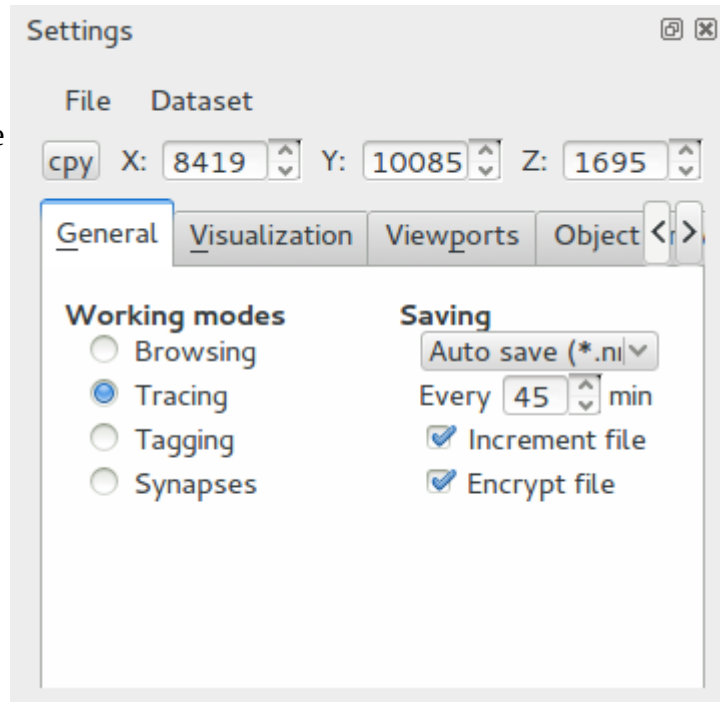 Settings
File Dataset
e
cpy X: 8419 Y: 10085 Z: 1695
General Visualization Viewports Object
Working modes Saving
Browsing Auto save (*.
Tracing Every 45 min
Tagging Increment file
Synapses Encrypt file